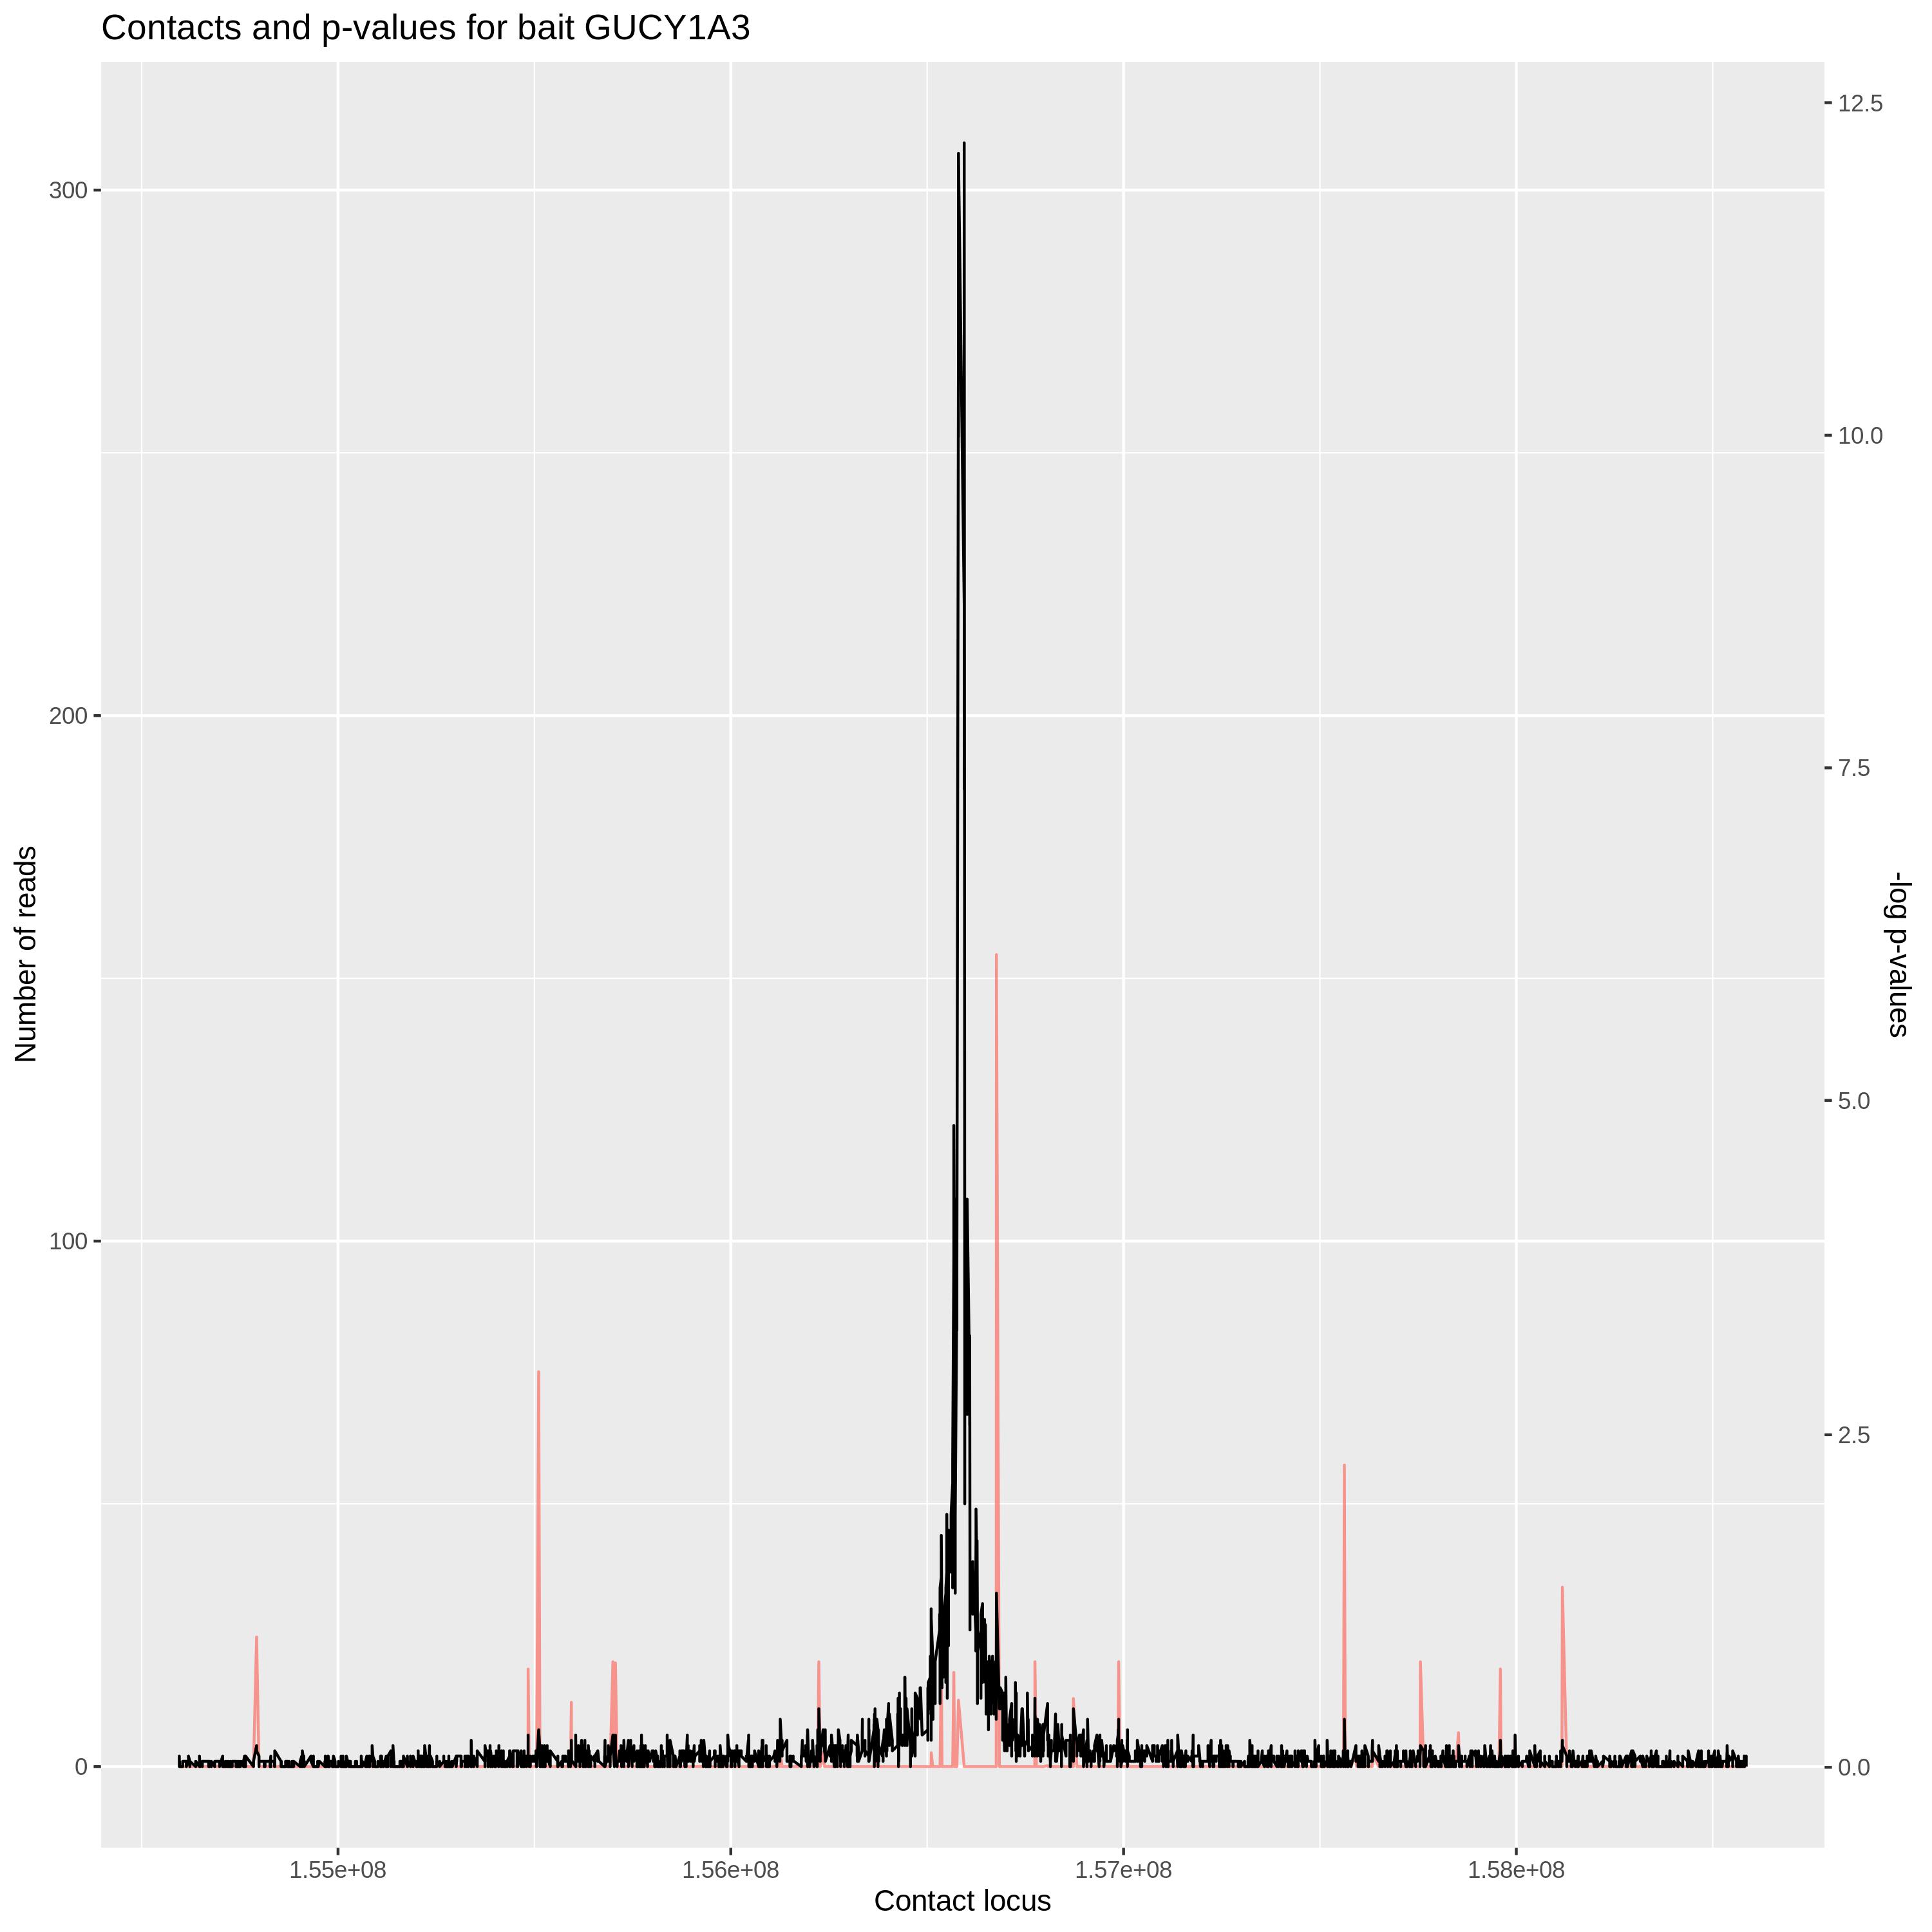 Contacts and p-values for bait GUCY1A3
12.5
300
10.0
200
7.5
Number of reads
-log p-values
5.0
100
2.5
0
0.0
1.55e+08
1.56e+08
1.57e+08
1.58e+08
Contact locus